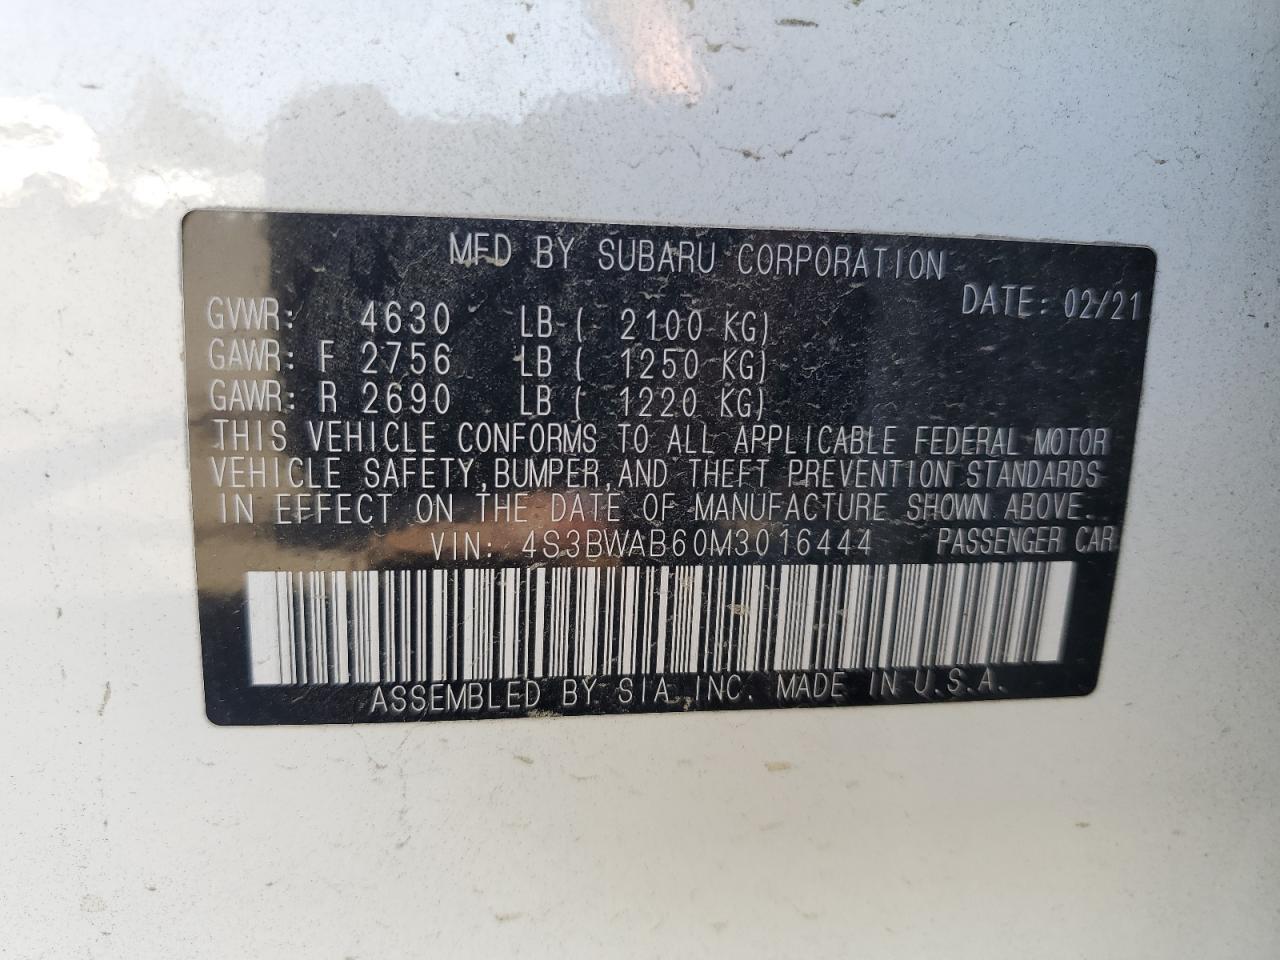 MFD BY SUBARU CORPORATION
DATE: 02/21
GVWR: 4630 LB ( 2100 KG)
GAWR: F 2756 LB ( 1250 KG)
GAWR: R 2690 LB ( 1220 KG)
THIS VEHICLE CONFORMS TO ALL APPLICABLE FEDERAL MOTOR
VEHICLE SAFETY, BUMPER, AND THEFT PREVENTION STANDARDS
IN EFFECT ON THE DATE OF MANUFACTURE SHOWN ABOVE.
VIN: 4S3BWAB60M3016444 PASSENGER CAR
ASSEMBLED BY SIA, INC. MADE IN U.S.A.